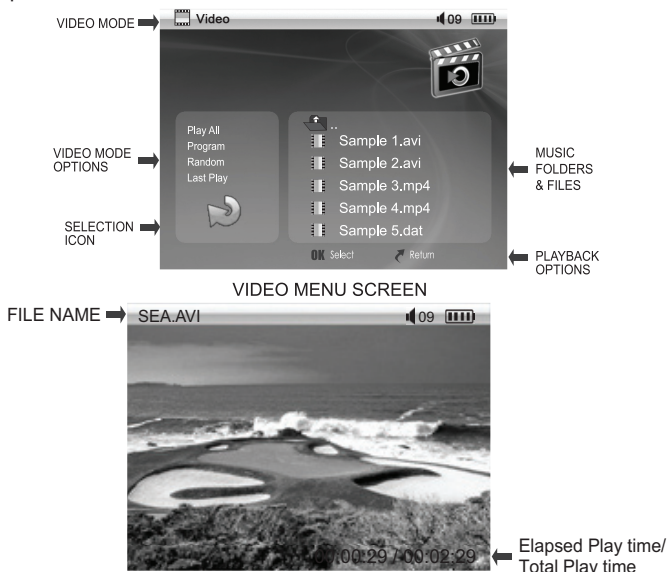 VIDEO MODE
Video
09
VIDEO MODE
OPTIONS
SELECTION
ICON
Play All
Program
Random
Last Play
..
Sample 1.avi
Sample 2.avi
Sample 3.mp4
Sample 4.mp4
Sample 5.dat
OK Select
Return
MUSIC
FOLDERS
& FILES
PLAYBACK
OPTIONS
VIDEO MENU SCREEN
FILE NAME
SEA.AVI
09
00:00:29 / 00:02:29
Elapsed Play time/
Total Play time